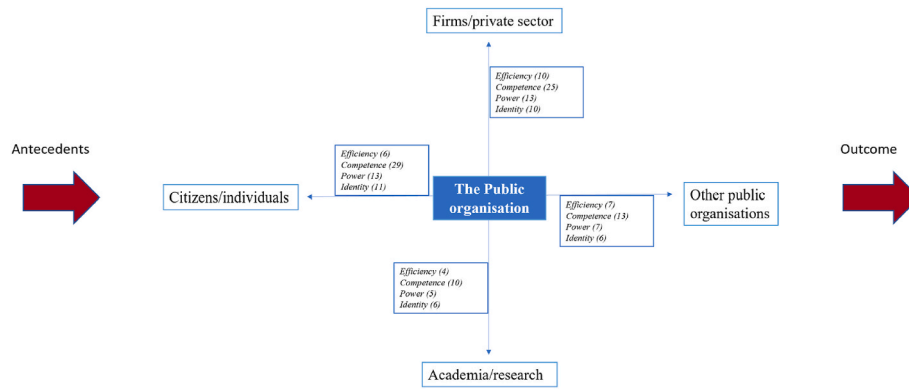 Firms/private sector
Efficiency (10)
Competence (25)
Power (13)
Identity (10)
Antecedents
Outcome
Efficiency (6)
Competence (29)
Power (13)
Identity (11)
Citizens/individuals
The Public
organisation
Efficiency (7)
Competence (13)
Power (7)
Identity (6)
Other public
organisations
Efficiency (4)
Competence (10)
Power (5)
Identity (6)
Academia/research